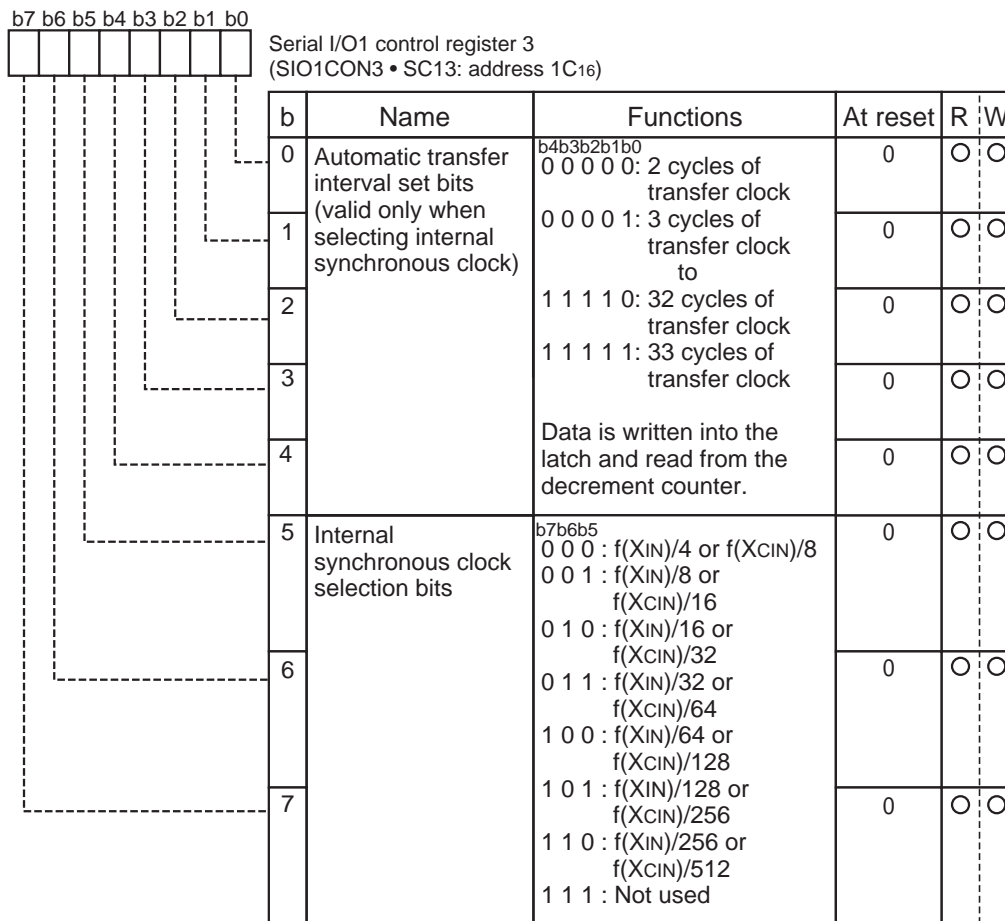 b7 b6 b5 b4 b3 b2 b1 b0
Serial I/O1 control register 3
(SIO1CON3 • SC13: address 1C16)
b Name Functions At reset R W
0 Automatic transfer
interval set bits
(valid only when
selecting internal
synchronous clock)
b4b3b2b1b0
0 0 0 0 0: 2 cycles of
transfer clock
0 0 0 0 1: 3 cycles of
transfer clock
to
1 1 1 1 0: 32 cycles of
transfer clock
1 1 1 1 1: 33 cycles of
transfer clock
Data is written into the
latch and read from the
decrement counter.
0 O O
1 0 O O
2 0 O O
3 0 O O
4 0 O O
5 Internal
synchronous clock
selection bits
b7b6b5
0 0 0 : f(XIN)/4 or f(XCIN)/8
0 0 1 : f(XIN)/8 or
f(XCIN)/16
0 1 0 : f(XIN)/16 or
f(XCIN)/32
0 1 1 : f(XIN)/32 or
f(XCIN)/64
1 0 0 : f(XIN)/64 or
f(XCIN)/128
1 0 1 : f(XIN)/128 or
f(XCIN)/256
1 1 0 : f(XIN)/256 or
f(XCIN)/512
1 1 1 : Not used
0 O O
6 0 O O
7 0 O O